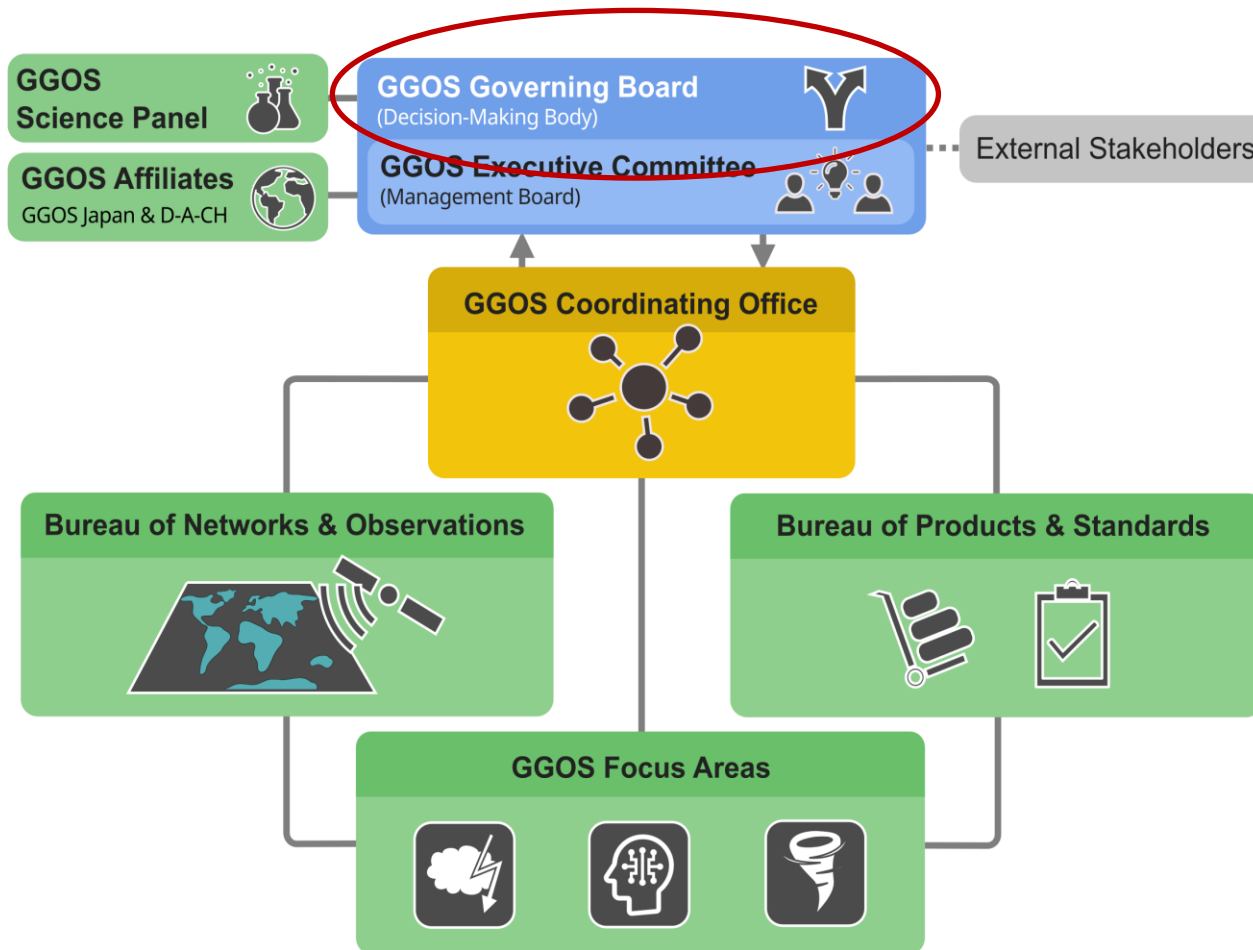 GGOS
Science Panel
GGOS Governing Board
(Decision-Making Body)
GGOS Affiliates
GGOS Japan & D-A-CH
GGOS Executive Committee
(Management Board)
External Stakeholders
GGOS Coordinating Office
Bureau of Networks & Observations
Bureau of Products & Standards
GGOS Focus Areas